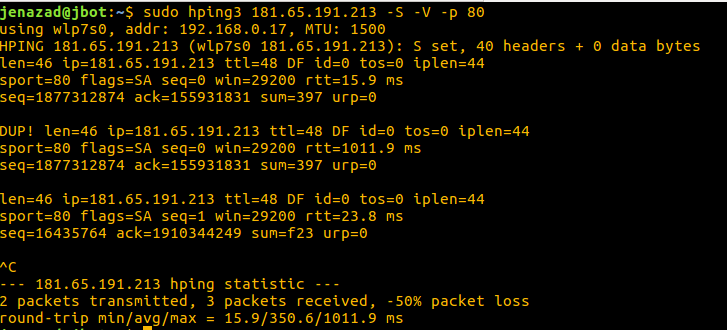 jenazad@jbot:~$ sudo hping3 181.65.191.213 -S -V -p 80
using wlp7s0, addr: 192.168.0.17, MTU: 1500
HPING 181.65.191.213 (wlp7s0 181.65.191.213): S set, 40 headers + 0 data bytes
len=46 ip=181.65.191.213 ttl=48 DF id=0 tos=0 iplen=44
sport=80 flags=SA seq=0 win=29200 rtt=15.9 ms
seq=1877312874 ack=155931831 sum=397 urp=0

DUP! len=46 ip=181.65.191.213 ttl=48 DF id=0 tos=0 iplen=44
sport=80 flags=SA seq=0 win=29200 rtt=1011.9 ms
seq=1877312874 ack=155931831 sum=397 urp=0

len=46 ip=181.65.191.213 ttl=48 DF id=0 tos=0 iplen=44
sport=80 flags=SA seq=1 win=29200 rtt=23.8 ms
seq=16435764 ack=1910344249 sum=f23 urp=0

^C
--- 181.65.191.213 hping statistic ---
2 packets transmitted, 3 packets received, -50% packet loss
round-trip min/avg/max = 15.9/350.6/1011.9 ms